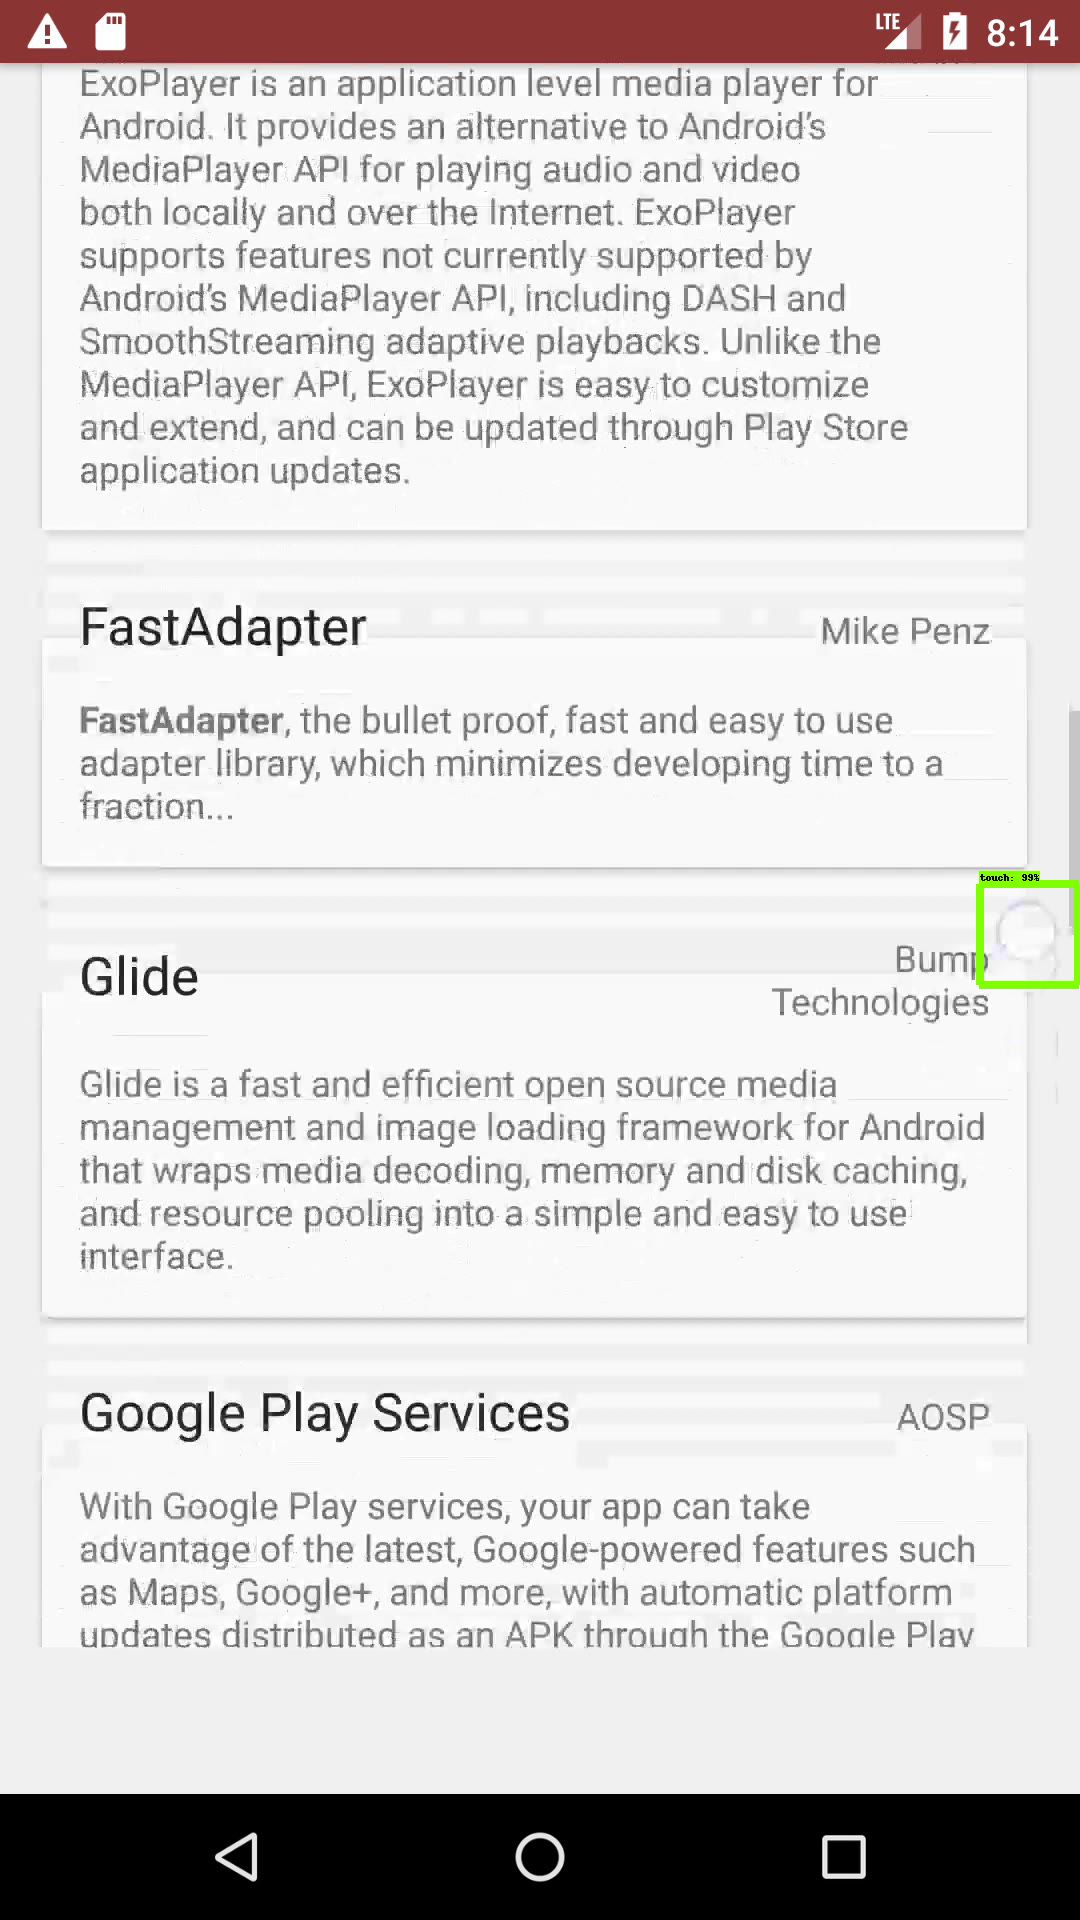 LTE 8:14
ExoPlayer is an application level media player for
Android. It provides an alternative to Android's
MediaPlayer API for playing audio and video
both locally and over the Internet. ExoPlayer
supports features not currently supported by
Android's MediaPlayer API, including DASH and
SmoothStreaming adaptive playbacks. Unlike the
MediaPlayer API, ExoPlayer is easy to customize
and extend, and can be updated through Play Store
application updates.
FastAdapter Mike Penz
FastAdapter, the bullet proof, fast and easy to use
adapter library, which minimizes developing time to a
fraction...
touch: 99%
Glide Bump
Technologies
Glide is a fast and efficient open source media
management and image loading framework for Android
that wraps media decoding, memory and disk caching,
and resource pooling into a simple and easy to use
interface.
Google Play Services AOSP
With Google Play services, your app can take
advantage of the latest, Google-powered features such
as Maps, Google+, and more, with automatic platform
updates distributed as an APK through the Google Play